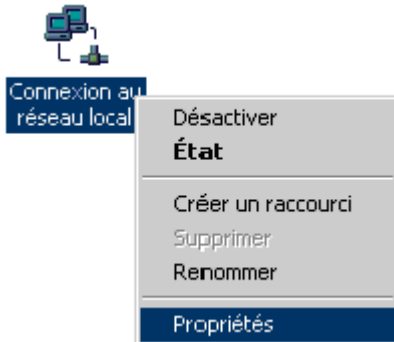 Connexion au
réseau local
Désactiver
État
Créer un raccourci
Supprimer
Renommer
Propriétés